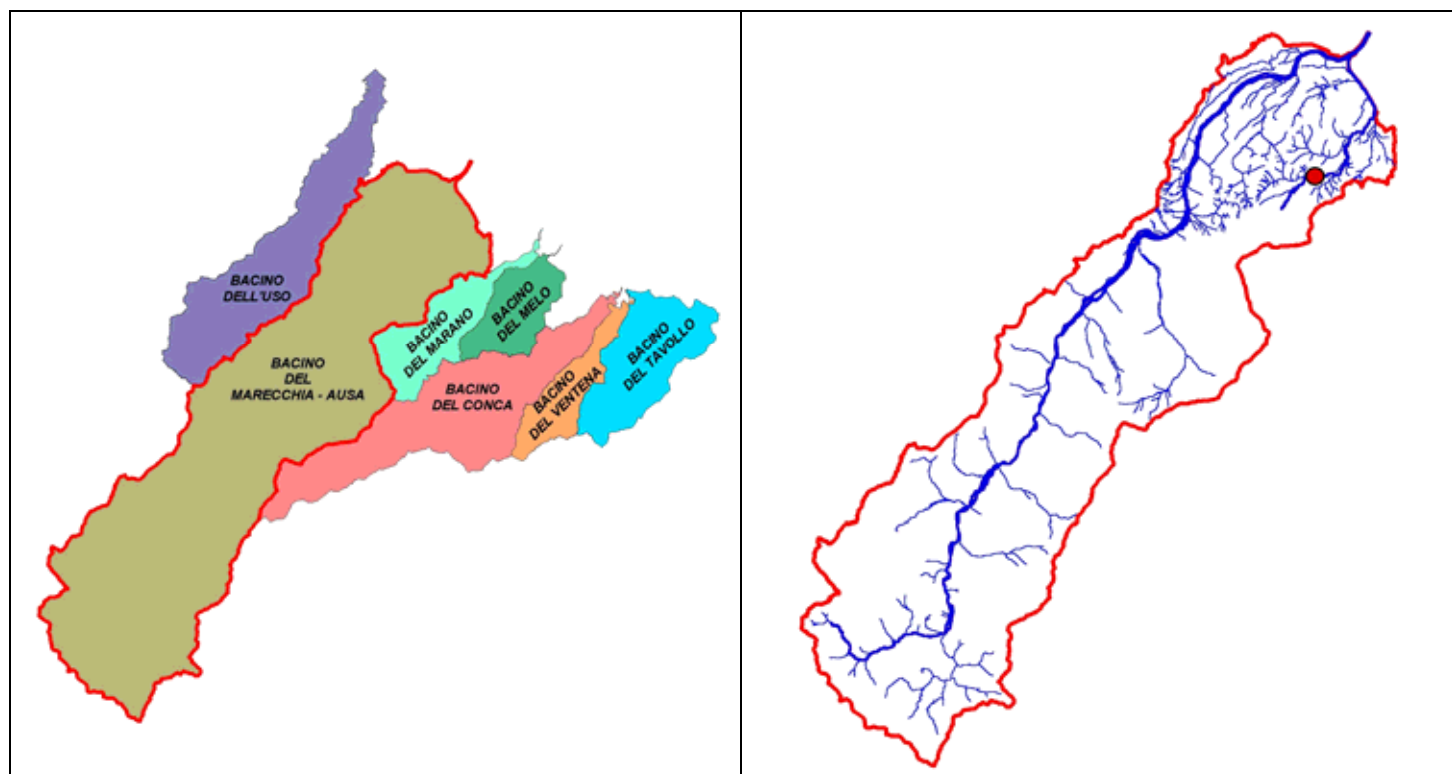 BACINO
DELL'USO
BACINO
DEL
MARECCHIA - AUSA
BACINO
DEL MARANO
BACINO
DEL MELO
BACINO
DEL CONCA
BACINO
DEL VENTENA
BACINO
DEL TAVOLLO